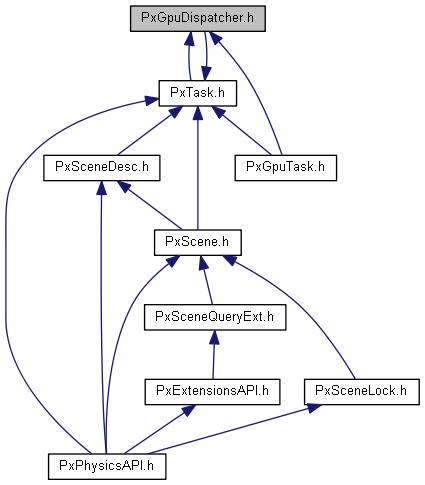 PxGpuDispatcher.h
PxTask.h
PxSceneDesc.h
PxGpuTask.h
PxScene.h
PxSceneQueryExt.h
PxExtensionsAPI.h
PxSceneLock.h
PxPhysicsAPI.h